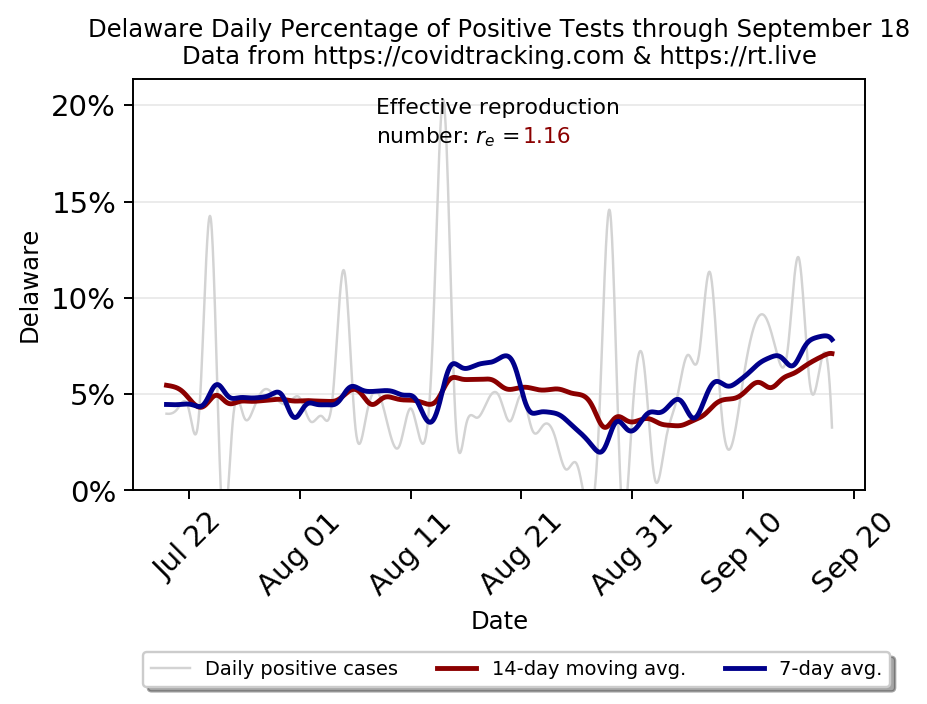 Delaware Daily Percentage of Positive Tests through September 18
Data from https://covidtracking.com & https://rt.live
20%
15%
10%
5%
0%
Delaware
Effective reproduction
number: rₑ =1.16
Jul 22
Aug 01
Aug 11
Aug 21
Aug 31
Sep 10
Sep 20
Date
Daily positive cases
14-day moving avg.
7-day avg.